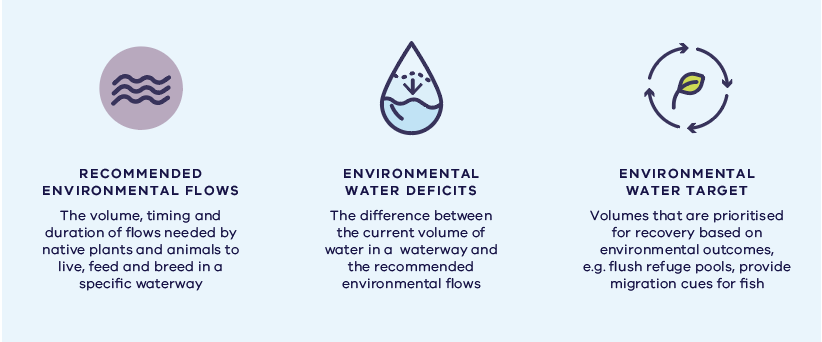 RECOMMENDED
ENVIRONMENTAL FLOWS
The volume, timing and
duration of flows needed by
native plants and animals to
live, feed and breed in a
specific waterway
ENVIRONMENTAL
WATER DEFICITS
The difference between
the current volume of
water in a waterway and
the recommended
environmental flows
ENVIRONMENTAL
WATER TARGET
Volumes that are prioritised
for recovery based on
environmental outcomes,
e.g. flush refuge pools, provide
migration cues for fish